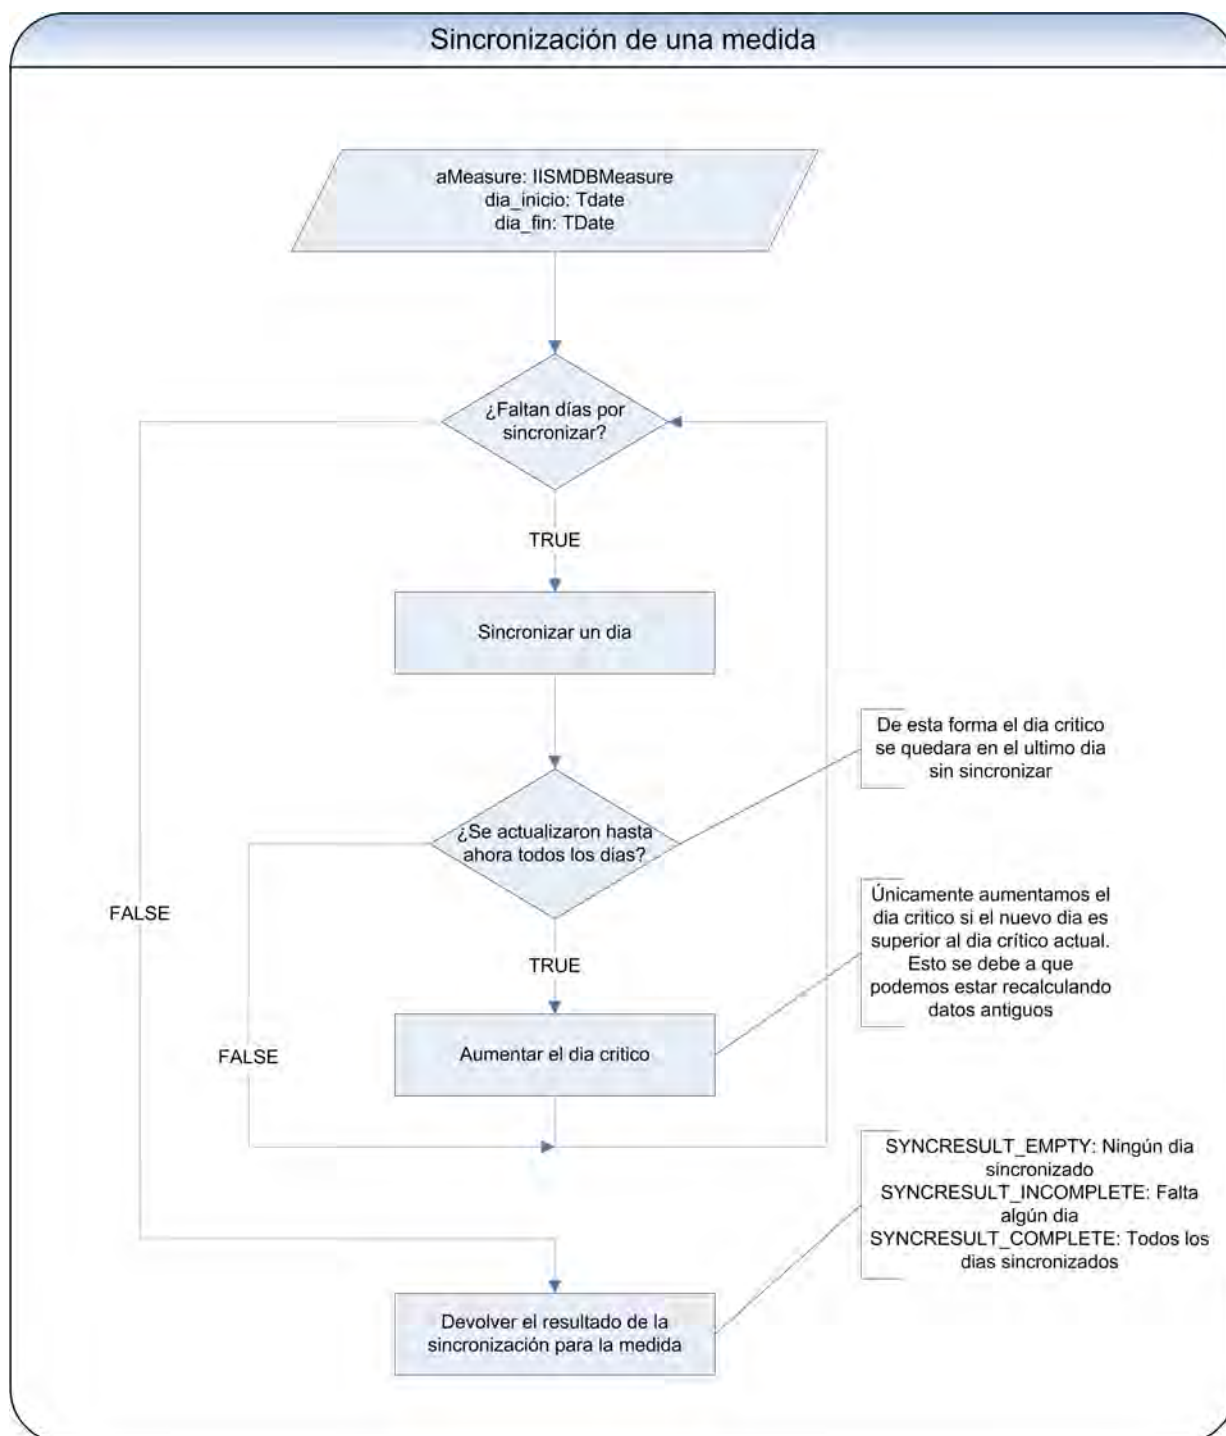 Sincronización de una medida
aMeasure: IISMDBMeasure
dia_inicio: Tdate
dia_fin: TDate
¿Faltan días por
sincronizar?
TRUE
Sincronizar un dia
De esta forma el dia critico
se quedara en el ultimo dia
sin sincronizar
¿Se actualizaron hasta
ahora todos los días?
Únicamente aumentamos el
dia critico si el nuevo dia es
superior al dia crítico actual.
Esto se debe a que
podemos estar recalculando
datos antiguos
FALSE
TRUE
Aumentar el dia critico
FALSE
SYNCRESULT_EMPTY: Ningún dia
sincronizado
SYNCRESULT_INCOMPLETE: Falta
algún dia
SYNCRESULT_COMPLETE: Todos los
dias sincronizados
Devolver el resultado de la
sincronización para la medida